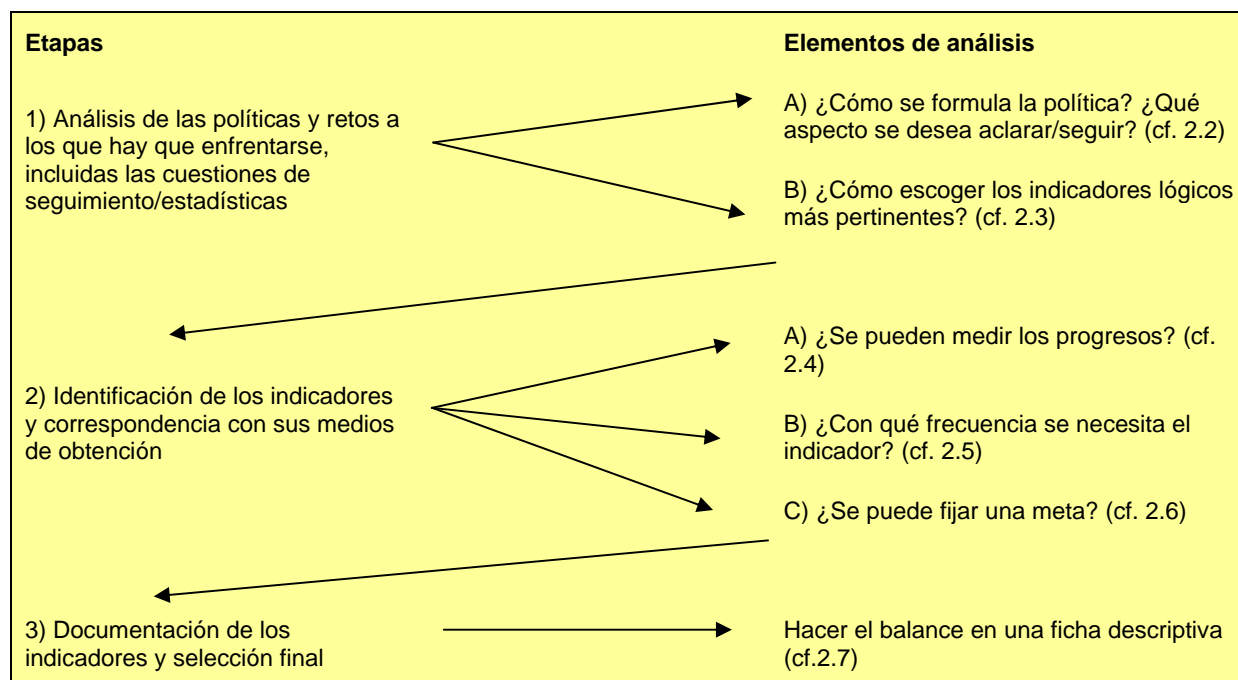 Etapas
Elementos de análisis
1) Análisis de las políticas y retos a
los que hay que enfrentarse,
incluidas las cuestiones de
seguimiento/estadísticas
A) ¿Cómo se formula la política? ¿Qué
aspecto se desea aclarar/seguir? (cf. 2.2)
B) ¿Cómo escoger los indicadores lógicos
más pertinentes? (cf. 2.3)
2) Identificación de los indicadores
y correspondencia con sus medios
de obtención
A) ¿Se pueden medir los progresos? (cf.
2.4)
B) ¿Con qué frecuencia se necesita el
indicador? (cf. 2.5)
C) ¿Se puede fijar una meta? (cf. 2.6)
3) Documentación de los
indicadores y selección final
Hacer el balance en una ficha descriptiva
(cf.2.7)